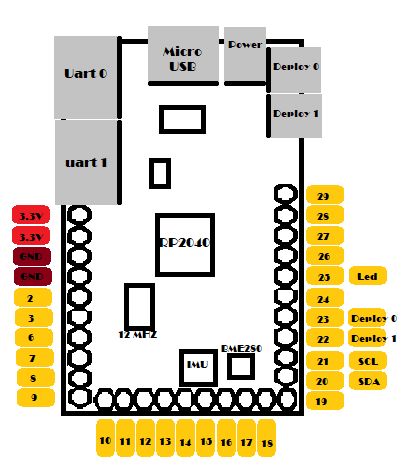 Micro
USB
Power
Uart 0
Deploy 0
Deploy 1
uart 1
3.3V
3.3V
GND
GND
2
3
6
7
8
9
RP2040
12 MHZ
IMU
BME280
29
28
27
26
25 Led
24
23 Deploy 0
22 Deploy 1
21 SCL
20 SDA
19
10 11 12 13 14 15 16 17 18